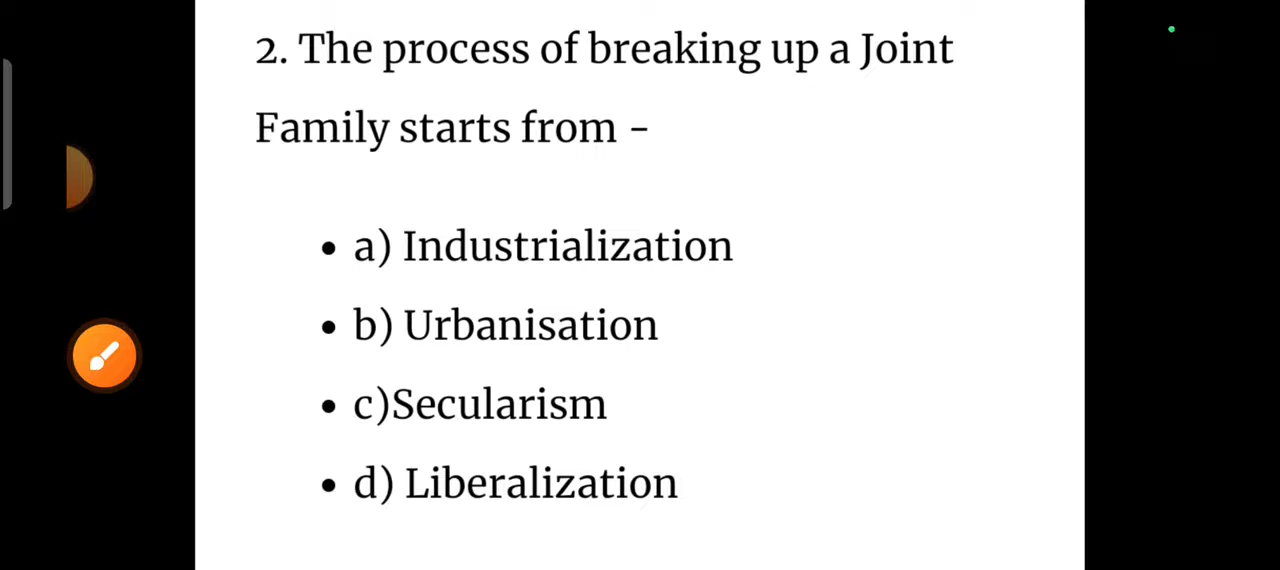 2. The process of breaking up a Joint
Family starts from -
• a) Industrialization
• b) Urbanisation
• c)Secularism
• d) Liberalization